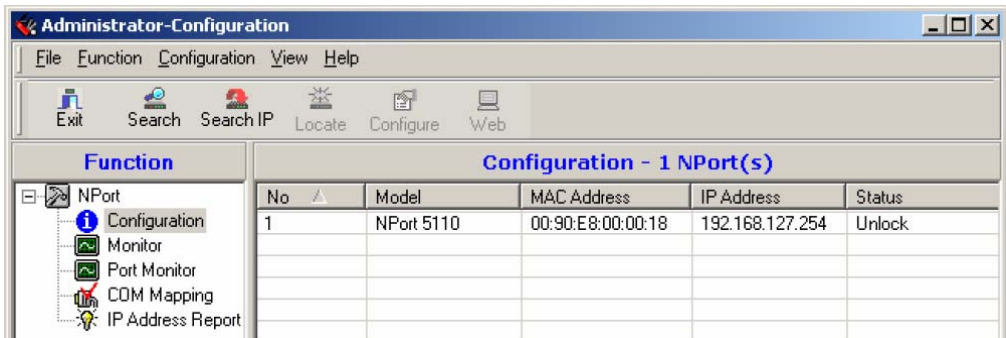 Administrator-Configuration
File Function Configuration View Help
Exit Search Search IP Locate Configure Web
Function
Configuration - 1 NPort(s)
NPort
Configuration
Monitor
Port Monitor
COM Mapping
IP Address Report
No Model MAC Address IP Address Status
1 NPort 5110 00:90:E8:00:00:18 192.168.127.254 Unlock